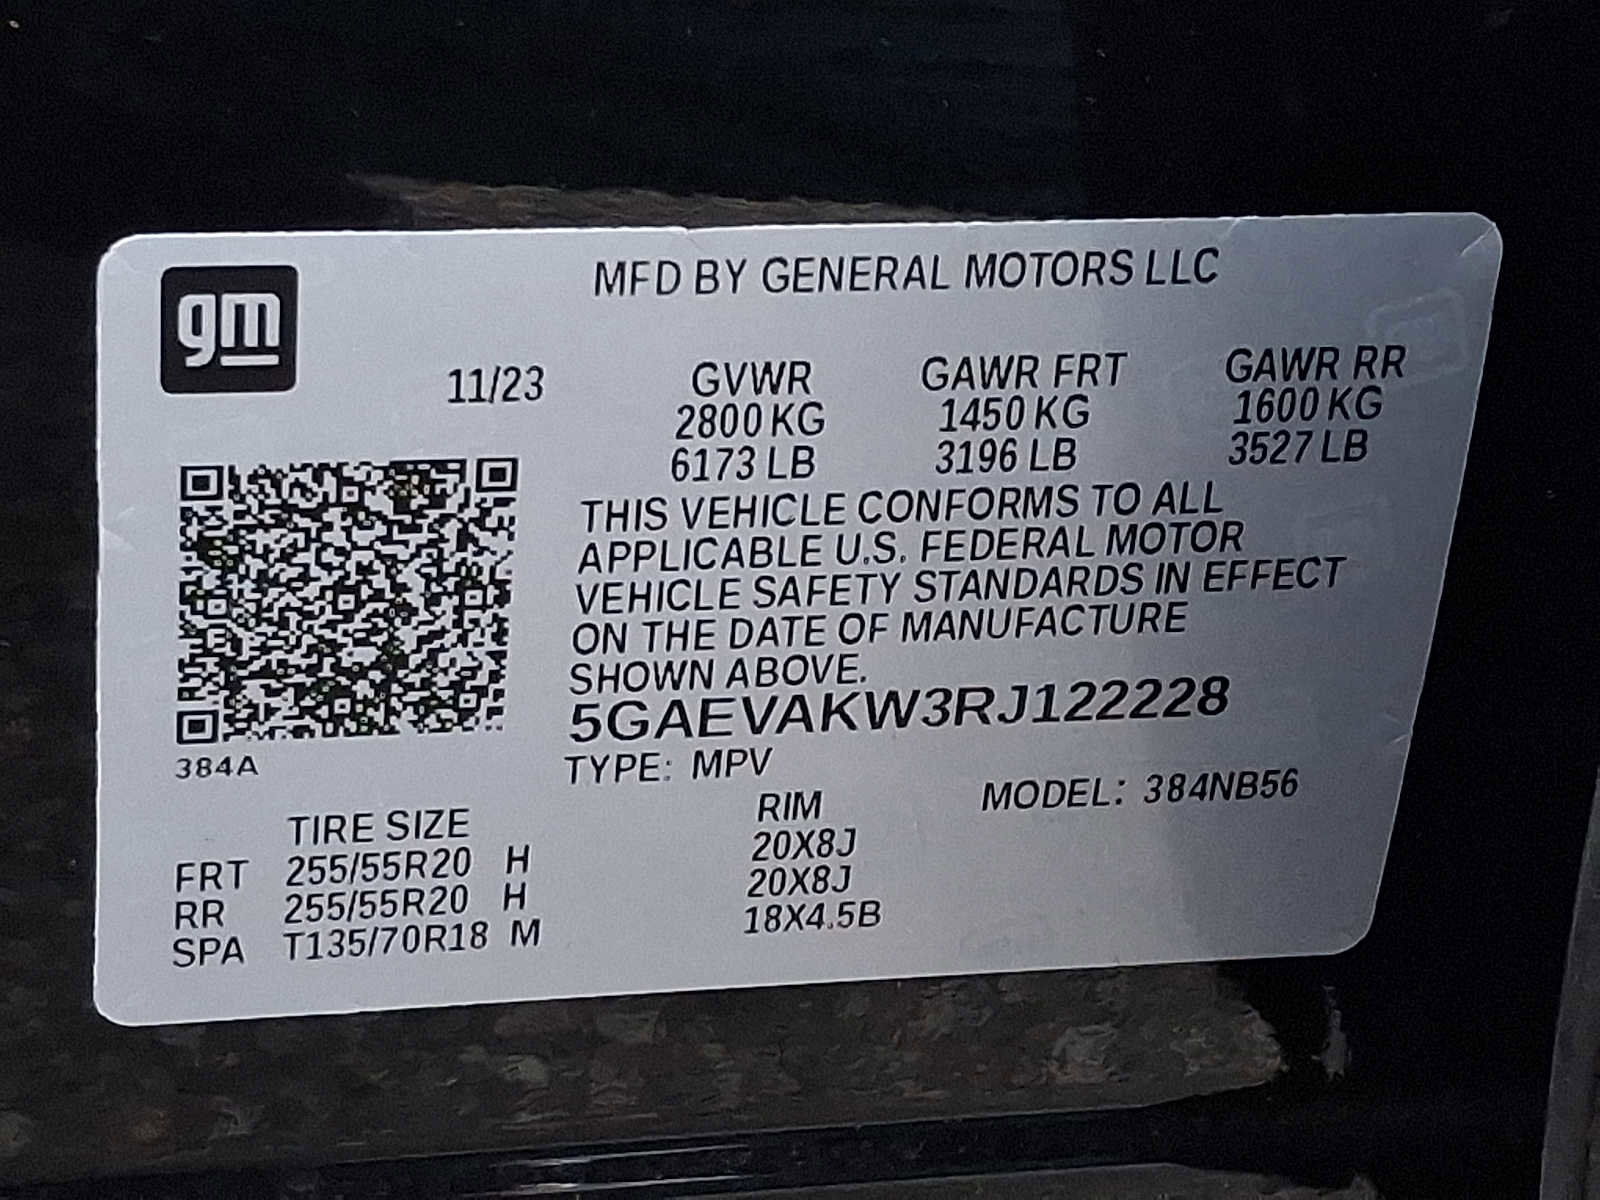 MFD BY GENERAL MOTORS LLC
gm
11/23 GVWR GAWR FRT GAWR RR
2800 KG 1450 KG 1600 KG
6173 LB 3196 LB 3527 LB
THIS VEHICLE CONFORMS TO ALL
APPLICABLE U.S. FEDERAL MOTOR
VEHICLE SAFETY STANDARDS IN EFFECT
ON THE DATE OF MANUFACTURE
SHOWN ABOVE.
5GAEVAKW3RJ122228
384A
TYPE: MPV MODEL: 384NB56
TIRE SIZE RIM
FRT 255/55R20 H 20X8J
RR 255/55R20 H 20X8J
SPA T135/70R18 M 18X4.5B